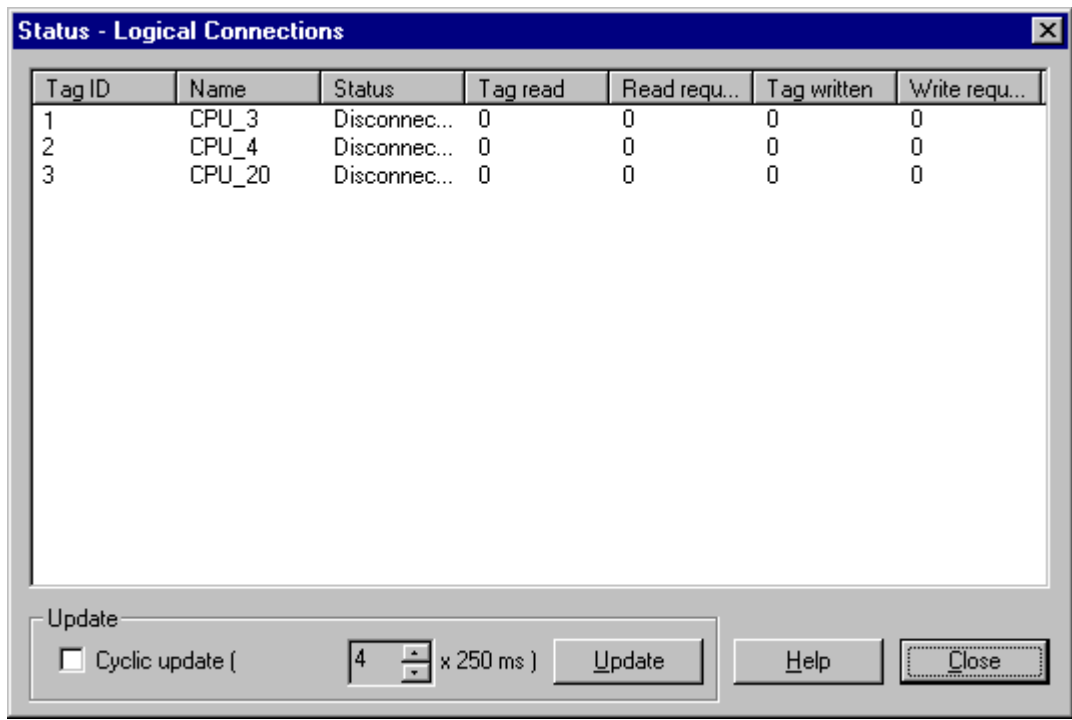 Status - Logical Connections
Tag ID Name Status Tag read Read requ... Tag written Write requ...
1 CPU_3 Disconnec... 0 0 0 0
2 CPU_4 Disconnec... 0 0 0 0
3 CPU_20 Disconnec... 0 0 0 0
Update
Cyclic update ( 4 x 250 ms ) Update Help Close